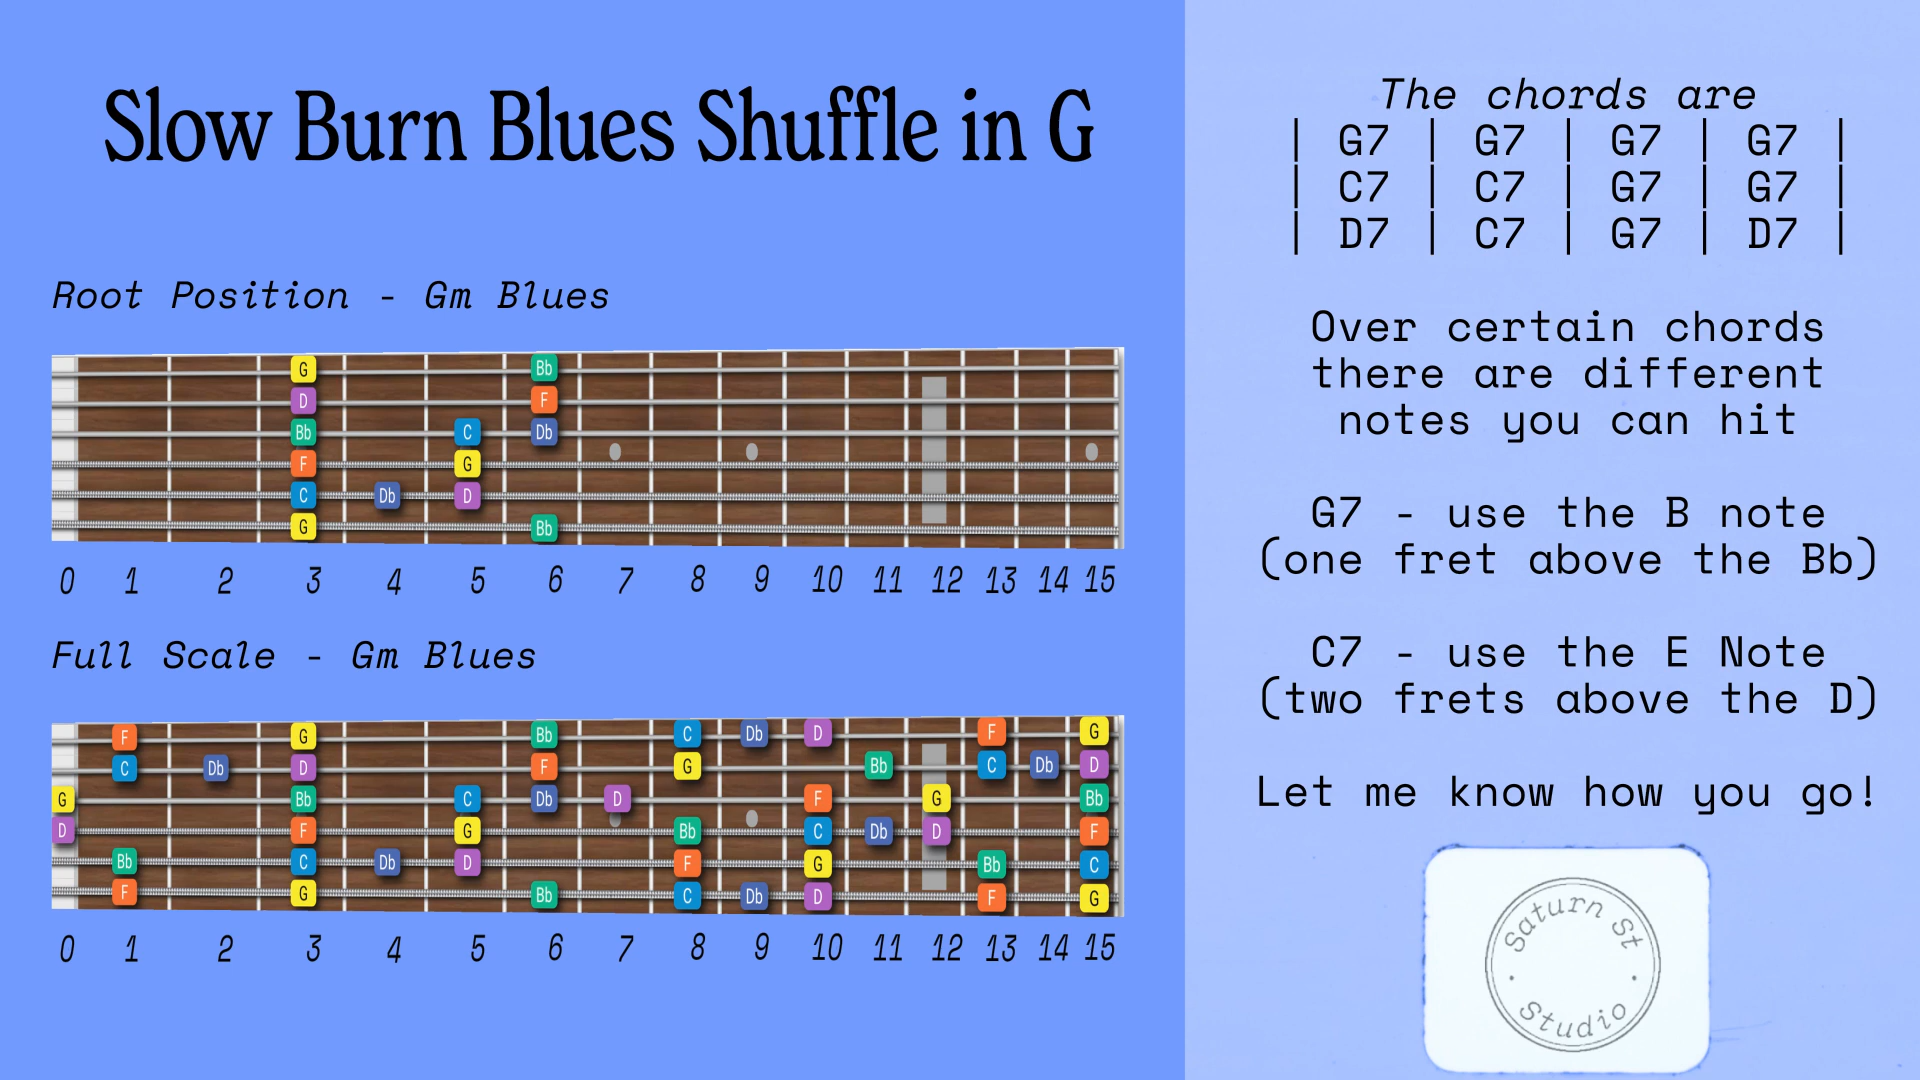 Slow Burn Blues Shuffle in G
Root Position - Gm Blues
G Bb
D F
Bb C Db
F G
C Db D
G Bb
0 1 2 3 4 5 6 7 8 9 10 11 12 13 14 15
Full Scale - Gm Blues
F G Bb C Db D F G
C Db D F G Bb C Db D
G Bb C Db D F G Bb
D F G Bb C Db D F
Bb C Db D F G Bb C
F G Bb C Db D F G
0 1 2 3 4 5 6 7 8 9 10 11 12 13 14 15
The chords are
| G7 | G7 | G7 | G7 |
| C7 | C7 | G7 | G7 |
| D7 | C7 | G7 | D7 |
Over certain chords
there are different
notes you can hit
G7 - use the B note
(one fret above the Bb)
C7 - use the E Note
(two frets above the D)
Let me know how you go!
Saturn St
Studio